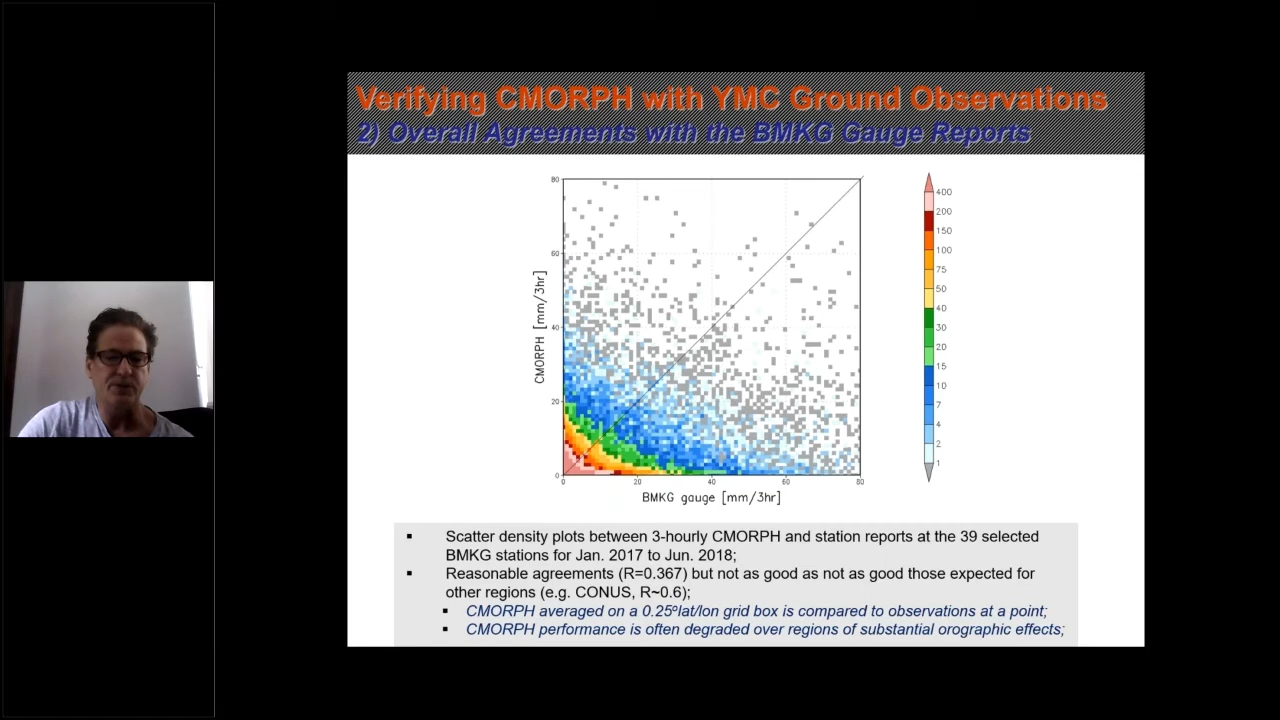 Verifying CMORPH with YMC Ground Observations
2) Overall Agreements with the BMKG Gauge Reports
80
60
40
20
0
CMORPH [mm/3hr]
0 20 40 60 80
BMKG gauge [mm/3hr]
400
200
150
100
75
50
40
30
20
15
10
7
4
2
1
▪ Scatter density plots between 3-hourly CMORPH and station reports at the 39 selected
BMKG stations for Jan. 2017 to Jun. 2018;
▪ Reasonable agreements (R=0.367) but not as good as not as good those expected for
other regions (e.g. CONUS, R~0.6);
▪ CMORPH averaged on a 0.25ºlat/lon grid box is compared to observations at a point;
▪ CMORPH performance is often degraded over regions of substantial orographic effects;